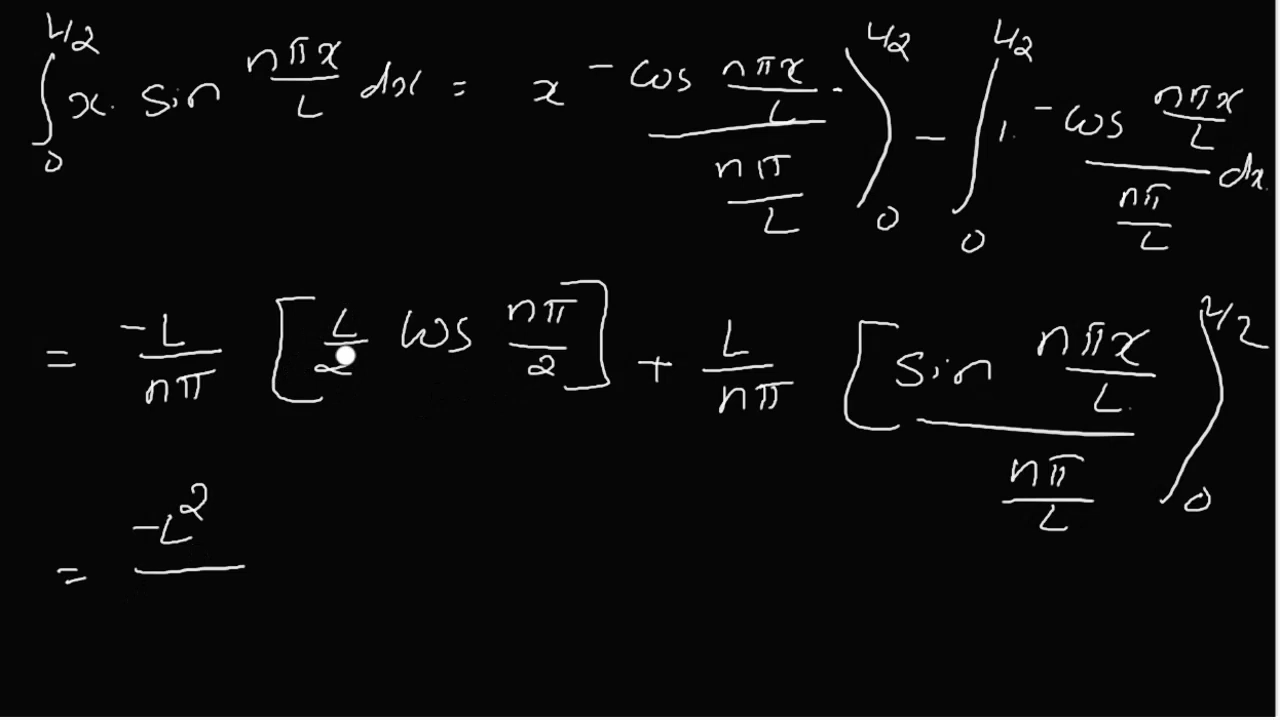 ∫₀^{L/2} x. sin nπx/L dx = x (-cos nπx/L)/(nπ/L) )₀^{L/2} - ∫₀^{L/2} 1. (-cos nπx/L)/(nπ/L) dx.
= -L/nπ [L/2 cos nπ/2] + L/nπ [(sin nπx/L)/(nπ/L) )₀^{L/2}
= -L²